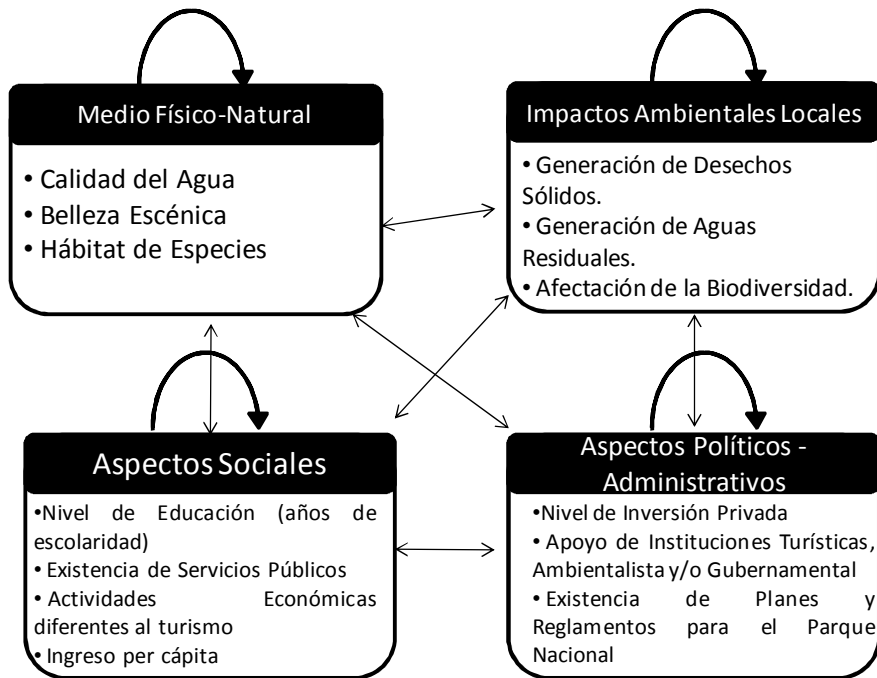 Medio Físico-Natural
• Calidad del Agua
• Belleza Escénica
• Hábitat de Especies
Impactos Ambientales Locales
• Generación de Desechos
Sólidos.
• Generación de Aguas
Residuales.
• Afectación de la Biodiversidad.
Aspectos Sociales
•Nivel de Educación (años de
escolaridad)
• Existencia de Servicios Públicos
• Actividades Económicas
diferentes al turismo
• Ingreso per cápita
Aspectos Políticos -
Administrativos
•Nivel de Inversión Privada
• Apoyo de Instituciones Turísticas,
Ambientalista y/o Gubernamental
• Existencia de Planes y
Reglamentos para el Parque
Nacional